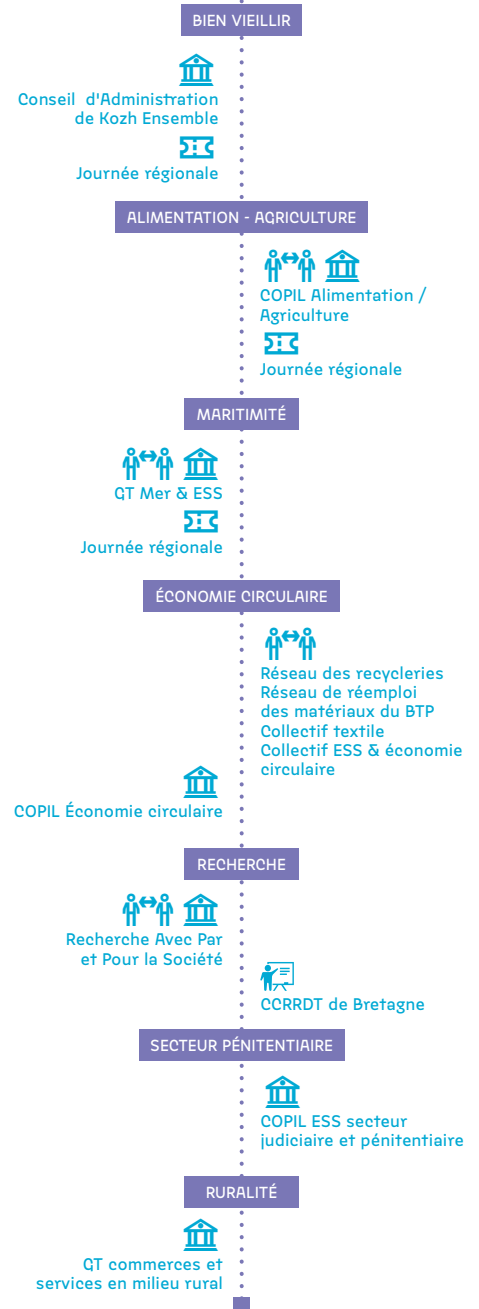 BIEN VIEILLIR
Conseil d'Administration
de Kozh Ensemble
Journée régionale
ALIMENTATION - AGRICULTURE
COPIL Alimentation /
Agriculture
Journée régionale
MARITIMITÉ
GT Mer & ESS
Journée régionale
ÉCONOMIE CIRCULAIRE
Réseau des recycleries
Réseau de réemploi
des matériaux du BTP
Collectif textile
Collectif ESS & économie
circulaire
COPIL Économie circulaire
RECHERCHE
Recherche Avec Par
et Pour la Société
CCRRDT de Bretagne
SECTEUR PÉNITENTIAIRE
COPIL ESS secteur
judiciaire et pénitentiaire
RURALITÉ
GT commerces et
services en milieu rural